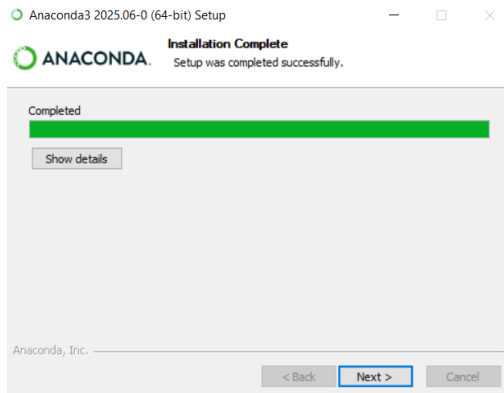 Anaconda3 2025.06-0 (64-bit) Setup
ANACONDA.
Installation Complete
Setup was completed successfully.
Completed
Show details
Anaconda, Inc.
< Back
Next >
Cancel